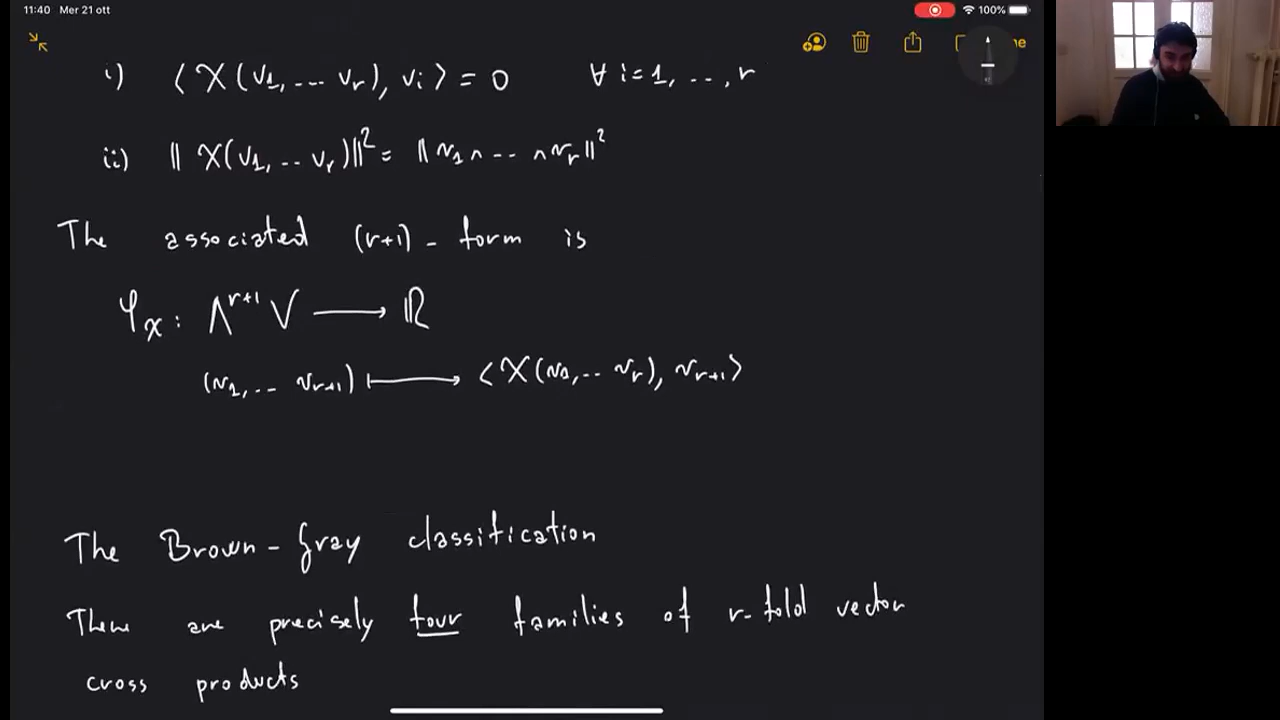 11:40 Mer 21 ott
100%
i) ⟨ X(v1, ... vr), vi ⟩ = 0 ∀ i = 1, .., r
ii) ‖ X(v1, .. vr)‖² = ‖ v1 ∧ .. ∧ vr ‖²
The associated (r+1) - form is
φχ : Λ^{r+1} V ⟶ ℝ
(v1, .. vr+1) ⟼ ⟨ X(v1, .. vr), vr+1 ⟩
The Brown - Gray classification
There are precisely four families of r-fold vector
cross products